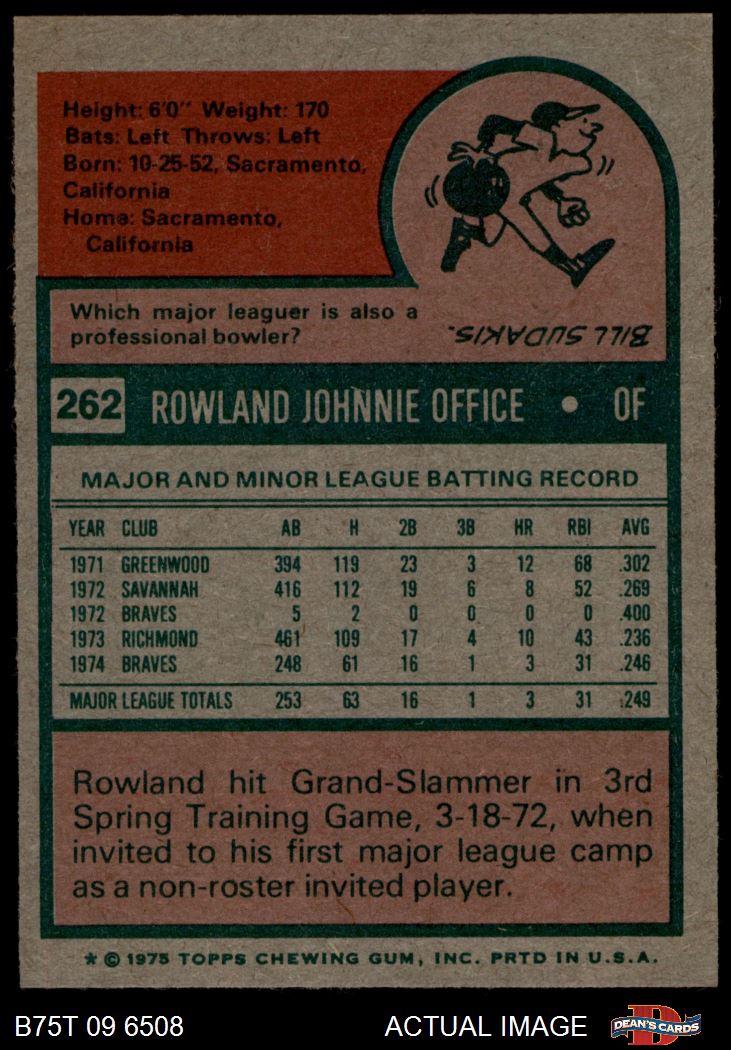 Height: 6'0" Weight: 170
Bats: Left Throws: Left
Born: 10-25-52, Sacramento,
California
Home: Sacramento,
California
Which major leaguer is also a
professional bowler?
BILL SUDAKIS.
262 ROWLAND JOHNNIE OFFICE • OF
MAJOR AND MINOR LEAGUE BATTING RECORD
YEAR CLUB AB H 2B 3B HR RBI AVG
1971 GREENWOOD 394 119 23 3 12 68 .302
1972 SAVANNAH 416 112 19 6 8 52 .269
1972 BRAVES 5 2 0 0 0 0 .400
1973 RICHMOND 461 109 17 4 10 43 .236
1974 BRAVES 248 61 16 1 3 31 .246
MAJOR LEAGUE TOTALS 253 63 16 1 3 31 .249
Rowland hit Grand-Slammer in 3rd
Spring Training Game, 3-18-72, when
invited to his first major league camp
as a non-roster invited player.
* © 1975 TOPPS CHEWING GUM, INC. PRTD IN U.S.A.
B75T 09 6508 ACTUAL IMAGE D DEAN'S CARDS